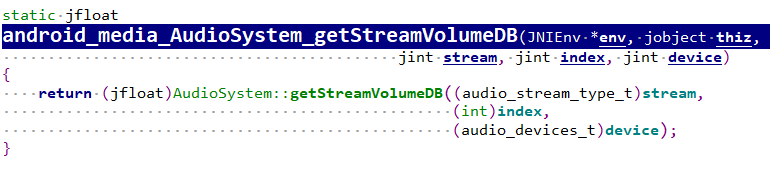 static jfloat
android_media_AudioSystem_getStreamVolumeDB(JNIEnv *env, jobject thiz,
                                            jint stream, jint index, jint device)
{
    return (jfloat)AudioSystem::getStreamVolumeDB((audio_stream_type_t)stream,
                                                  (int)index,
                                                  (audio_devices_t)device);
}